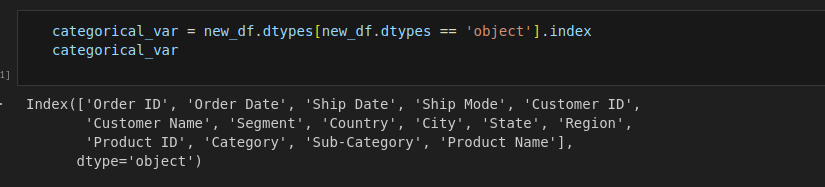 categorical_var = new_df.dtypes[new_df.dtypes == 'object'].index
categorical_var
1]
Index(['Order ID', 'Order Date', 'Ship Date', 'Ship Mode', 'Customer ID',
'Customer Name', 'Segment', 'Country', 'City', 'State', 'Region',
'Product ID', 'Category', 'Sub-Category', 'Product Name'],
dtype='object')